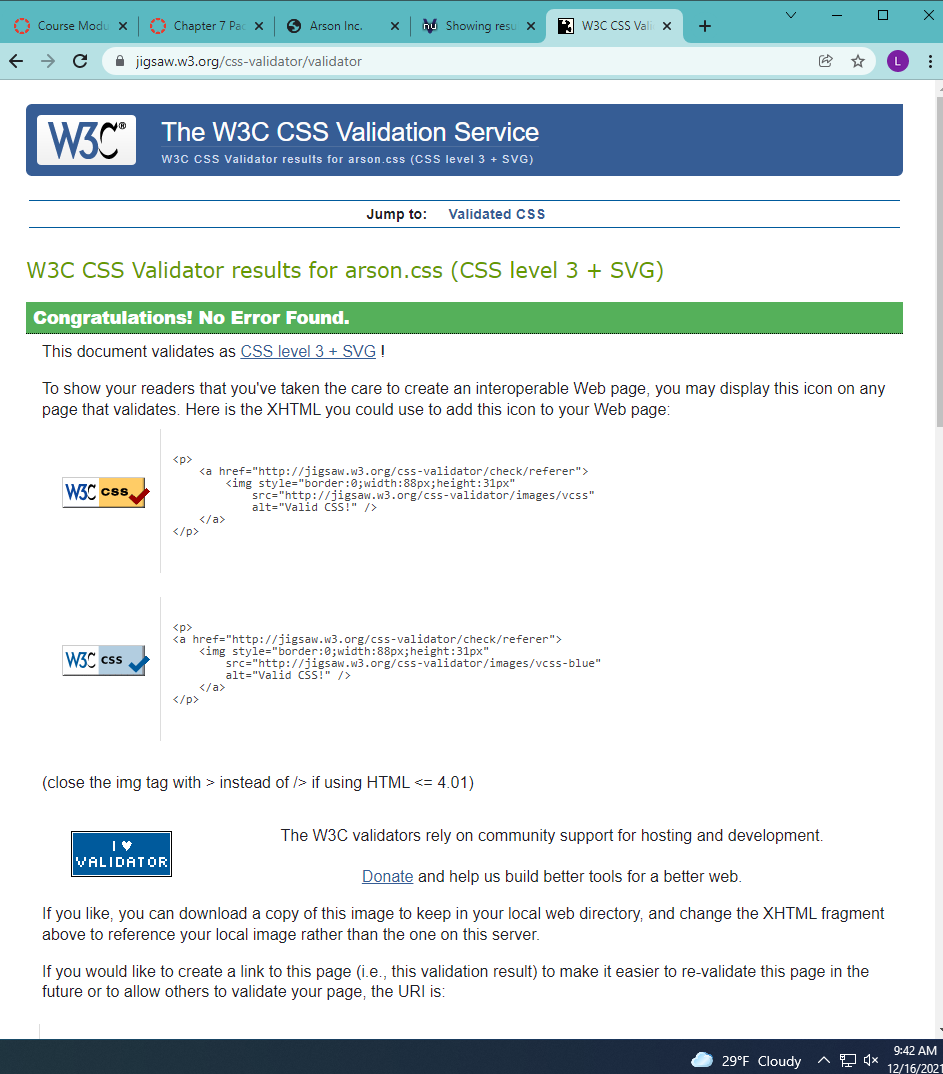 Course Modu
Chapter 7 Pac
Arson Inc.
Showing resu
W3C CSS Vali
jigsaw.w3.org/css-validator/validator
L
W3C®
The W3C CSS Validation Service
W3C CSS Validator results for arson.css (CSS level 3 + SVG)
Jump to: Validated CSS
W3C CSS Validator results for arson.css (CSS level 3 + SVG)
Congratulations! No Error Found.
This document validates as CSS level 3 + SVG !
To show your readers that you've taken the care to create an interoperable Web page, you may display this icon on any
page that validates. Here is the XHTML you could use to add this icon to your Web page:
W3C css
<p>
<a href="http://jigsaw.w3.org/css-validator/check/referer">
<img style="border:0;width:88px;height:31px"
src="http://jigsaw.w3.org/css-validator/images/vcss"
alt="Valid CSS!" />
</a>
</p>
W3C css
<p>
<a href="http://jigsaw.w3.org/css-validator/check/referer">
<img style="border:0;width:88px;height:31px"
src="http://jigsaw.w3.org/css-validator/images/vcss-blue"
alt="Valid CSS!" />
</a>
</p>
(close the img tag with > instead of /> if using HTML <= 4.01)
I ♥
VALIDATOR
The W3C validators rely on community support for hosting and development.
Donate and help us build better tools for a better web.
If you like, you can download a copy of this image to keep in your local web directory, and change the XHTML fragment
above to reference your local image rather than the one on this server.
If you would like to create a link to this page (i.e., this validation result) to make it easier to re-validate this page in the
future or to allow others to validate your page, the URI is:
29°F Cloudy
9:42 AM
12/16/2021